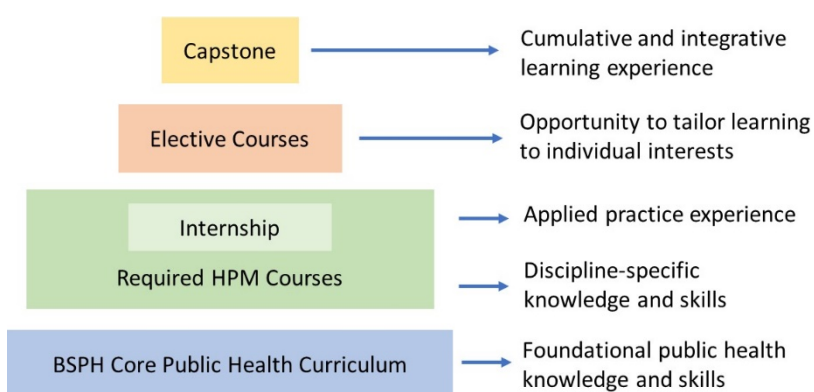 Capstone
Cumulative and integrative
learning experience
Elective Courses
Opportunity to tailor learning
to individual interests
Internship
Applied practice experience
Required HPM Courses
Discipline-specific
knowledge and skills
BSPH Core Public Health Curriculum
Foundational public health
knowledge and skills